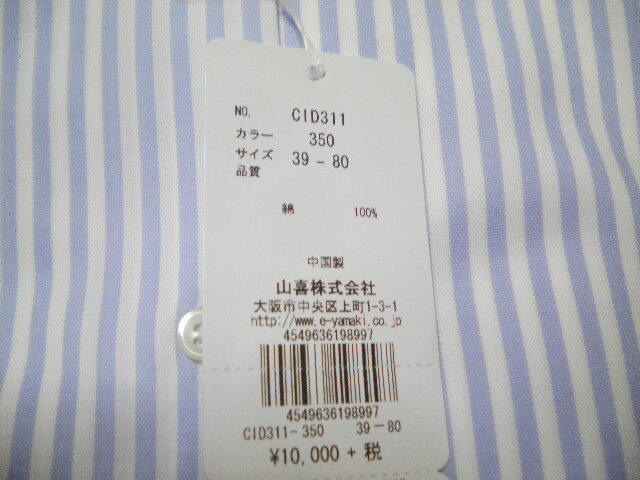 NO. CID311
カラー 350
サイズ 39-80
品質
綿 100%
中国製
山喜株式会社
大阪市中央区上町1-3-1
http://www.e-yamaki.co.jp
4549636198997
4549636198997
CID311-350 39-80
¥10,000+税